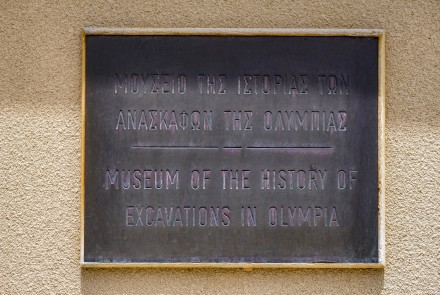 ΜΟΥΣΕΙΟ ΤΗΣ ΙΣΤΟΡΙΑΣ ΤΩΝ
ΑΝΑΣΚΑΦΩΝ ΤΗΣ ΟΛΥΜΠΙΑΣ
MUSEUM OF THE HISTORY OF
EXCAVATIONS IN OLYMPIA